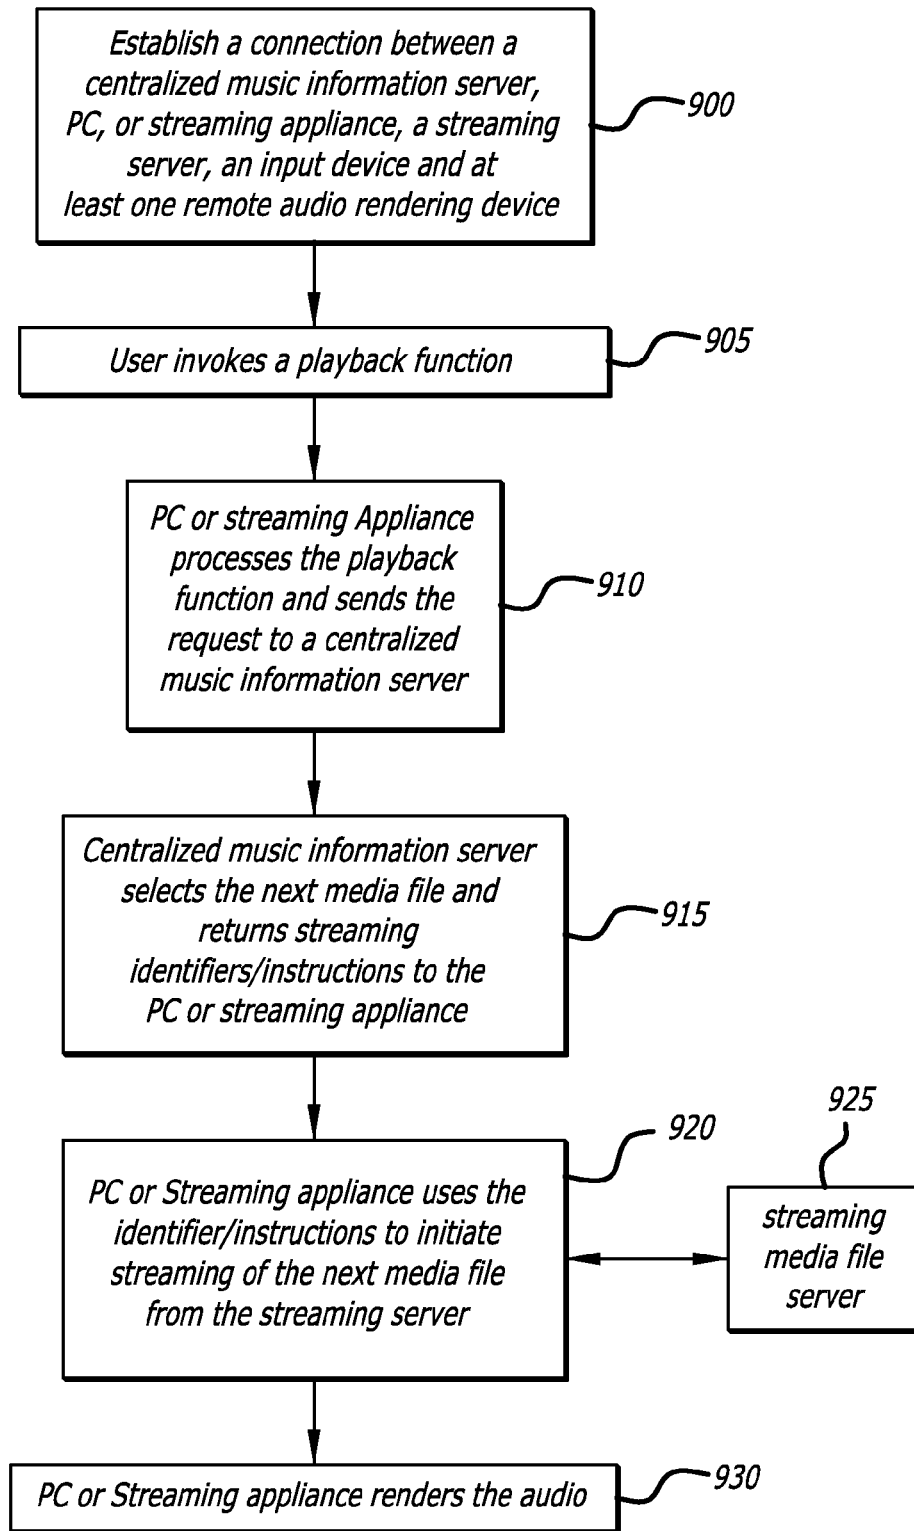 Establish a connection between a
centralized music information server,
PC, or streaming appliance, a streaming
server, an input device and at
least one remote audio rendering device
900
User invokes a playback function
905
PC or streaming Appliance
processes the playback
function and sends the
request to a centralized
music information server
910
Centralized music information server
selects the next media file and
returns streaming
identifiers/instructions to the
PC or streaming appliance
915
PC or Streaming appliance uses the
identifier/instructions to initiate
streaming of the next media file
from the streaming server
920
925
streaming
media file
server
PC or Streaming appliance renders the audio
930